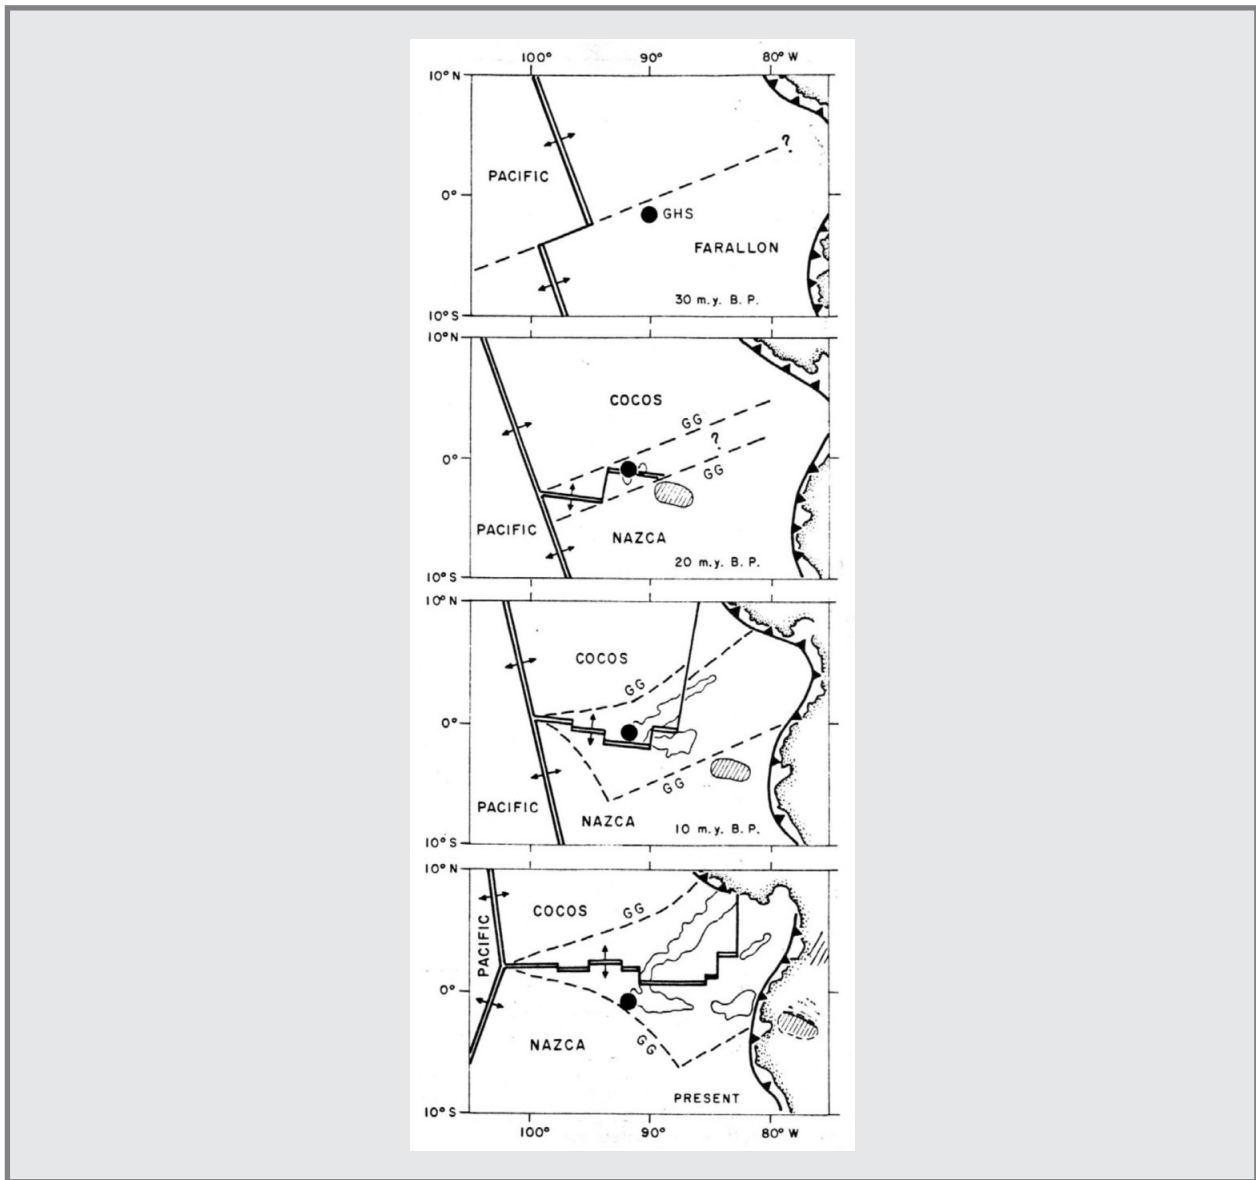 100° 90° 80° W
10° N
PACIFIC
?
0°
GHS
FARALLON
30 m.y. B. P.
10° S
10° N
COCOS
GG
?
GG
0°
PACIFIC
NAZCA
20 m.y. B. P.
10° S
10° N
COCOS
GG
0°
GG
PACIFIC
NAZCA
10 m.y. B. P.
10° S
10° N
COCOS
GG
PACIFIC
0°
NAZCA
GG
PRESENT
10° S
100° 90° 80° W